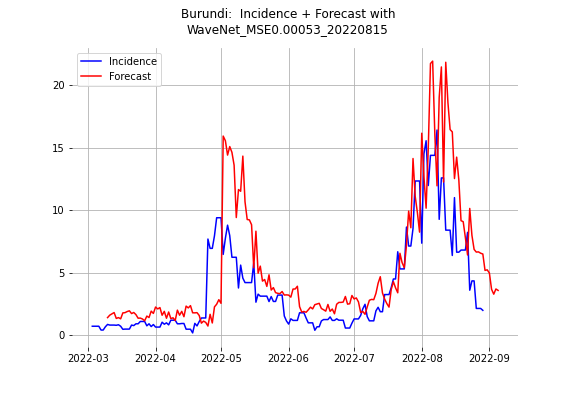 Burundi:  Incidence + Forecast with
WaveNet_MSE0.00053_20220815
Incidence
Forecast
20
15
10
5
0
2022-03 2022-04 2022-05 2022-06 2022-07 2022-08 2022-09